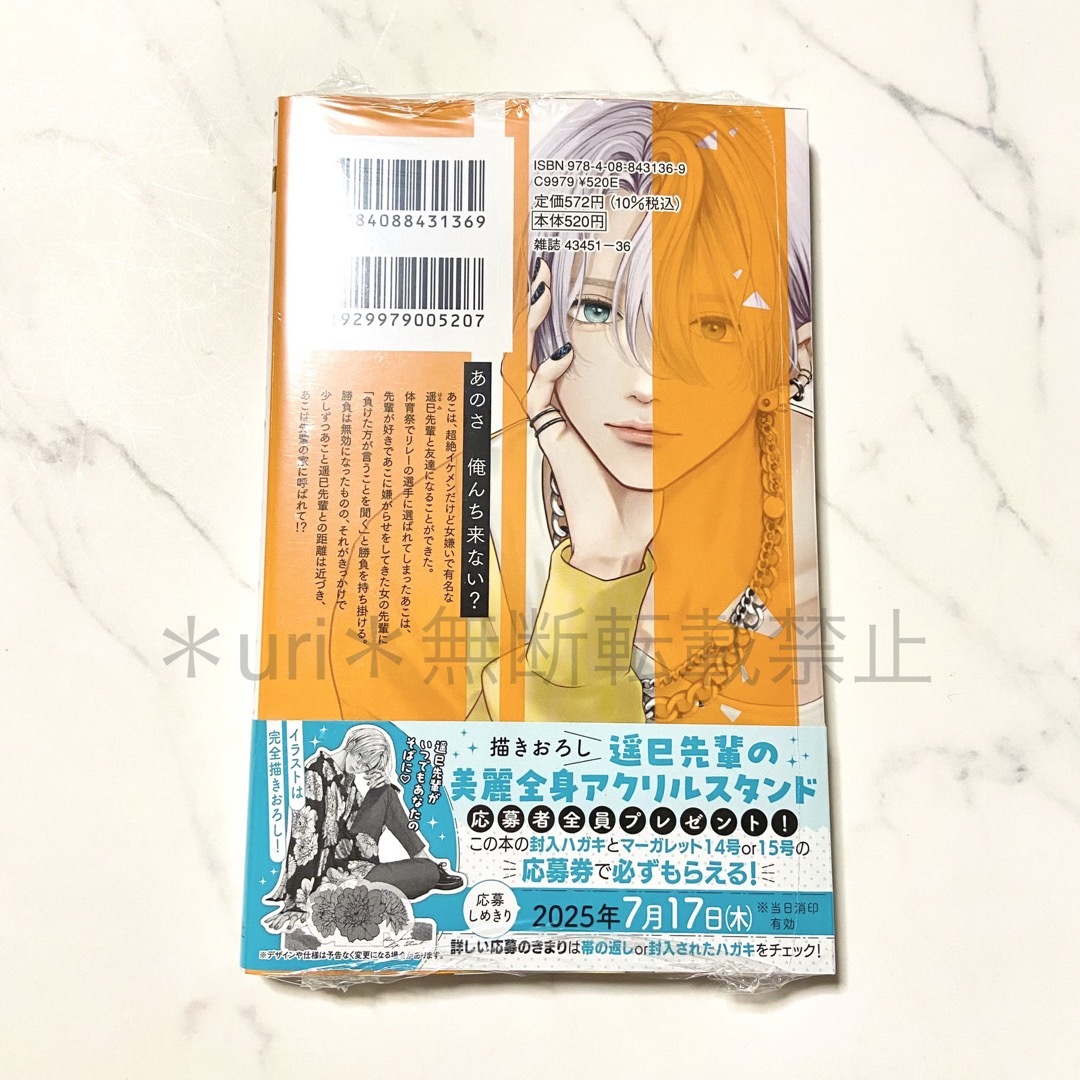 ISBN 978-4-08-843136-9
C9979 ¥520E
定価572円 (10%税込)
本体520円
雑誌 43451-36
84088431369
1929979005207
あのさ 俺んち来ない?
あこは、超絶イケメンだけど女嫌いで有名な
遥巳先輩と友達になることができた。
体育祭でリレーの選手に選ばれてしまったあこは、
先輩が好きであこに嫌がらせをしてきた女の先輩に
「負けた方が言うことを聞く」と勝負を持ち掛ける。
勝負は無効になったものの、それがきっかけで
少しずつあこと遥巳先輩との距離は近づき、
あこは先輩の家に呼ばれて!?
*uri*無断転載禁止
イラストは
完全描きおろし!
遥巳先輩が
いつでもあなたの
そばに♡
描きおろし 遥巳先輩の
美麗全身アクリルスタンド
応募者全員プレゼント!
この本の封入ハガキとマーガレット14号or15号の
応募券で必ずもらえる!
応募
しめきり
2025年7月17日(木)
※当日消印
有効
詳しい応募のきまりは帯の返しor封入されたハガキをチェック!
※デザインや仕様は予告なく変更になる場合があります。